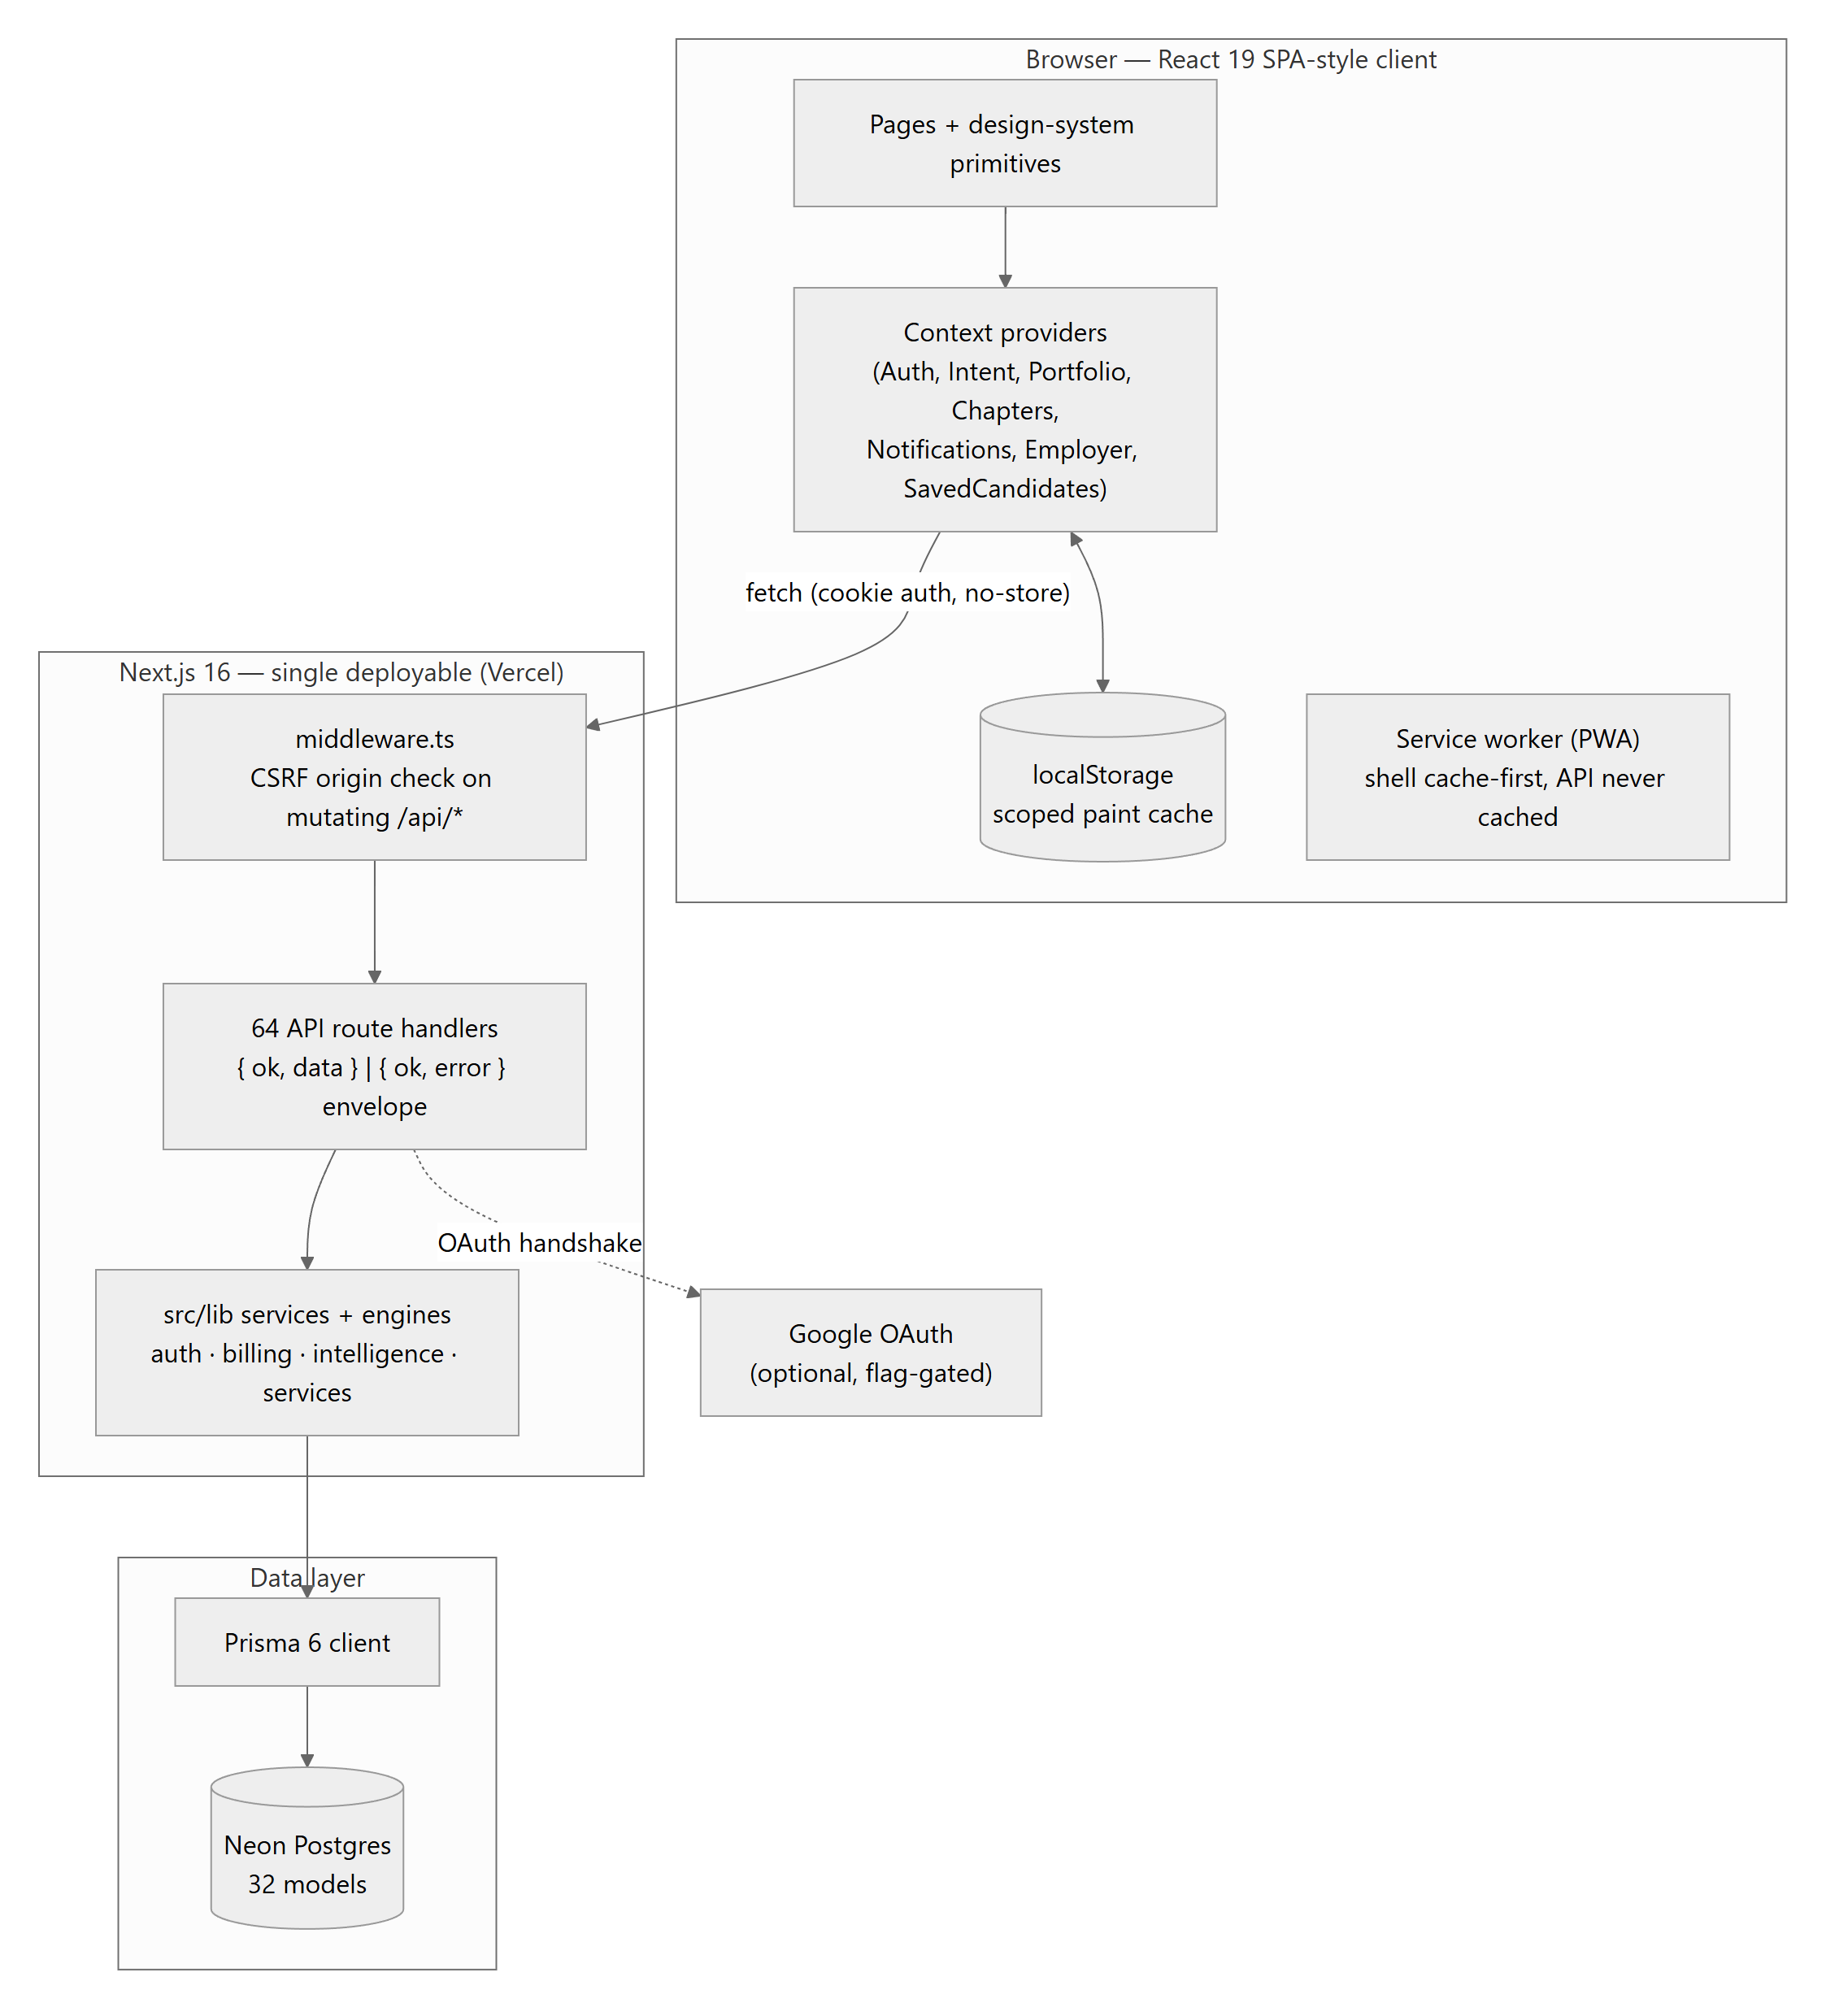 Browser — React 19 SPA-style client
Pages + design-system
primitives
Context providers
(Auth, Intent, Portfolio,
Chapters,
Notifications, Employer,
SavedCandidates)
fetch (cookie auth, no-store)
localStorage
scoped paint cache
Service worker (PWA)
shell cache-first, API never
cached
Next.js 16 — single deployable (Vercel)
middleware.ts
CSRF origin check on
mutating /api/*
64 API route handlers
{ ok, data } | { ok, error }
envelope
OAuth handshake
src/lib services + engines
auth · billing · intelligence ·
services
Google OAuth
(optional, flag-gated)
Data layer
Prisma 6 client
Neon Postgres
32 models